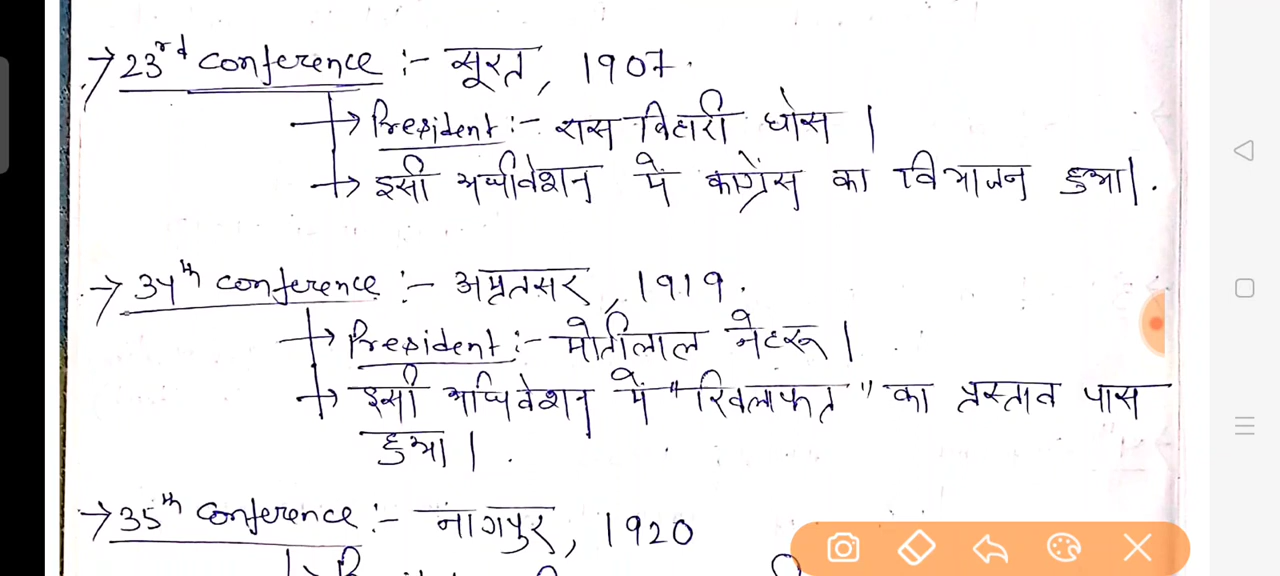 → 23rd conference :- सूरत, 1907.
→ President :- रास बिहारी घोस |
→ इसी अधिवेशन में कांग्रेस का विभाजन हुआ|.
→ 34th conference :- अमृतसर, 1919.
→ President :- मोतीलाल नेहरू |
→ इसी अधिवेशन में "खिलाफत" का प्रस्ताव पास
हुआ |.
→ 35th conference :- नागपुर, 1920